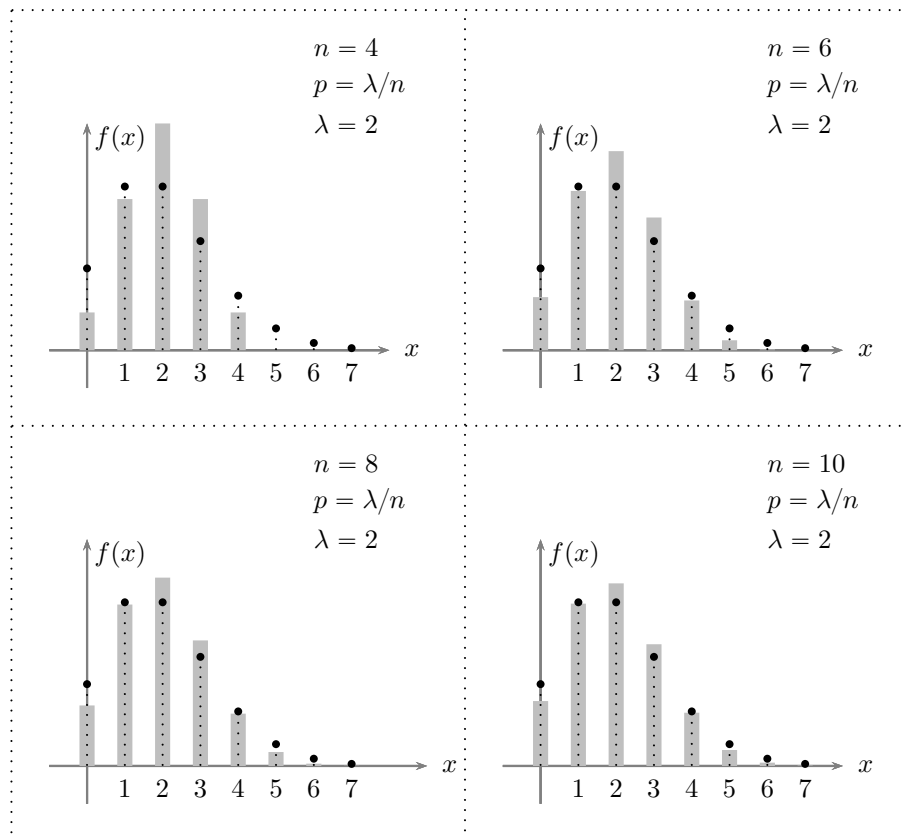 n = 4
p = λ/n
λ = 2
f(x)
x
1 2 3 4 5 6 7
n = 6
p = λ/n
λ = 2
f(x)
x
1 2 3 4 5 6 7
n = 8
p = λ/n
λ = 2
f(x)
x
1 2 3 4 5 6 7
n = 10
p = λ/n
λ = 2
f(x)
x
1 2 3 4 5 6 7